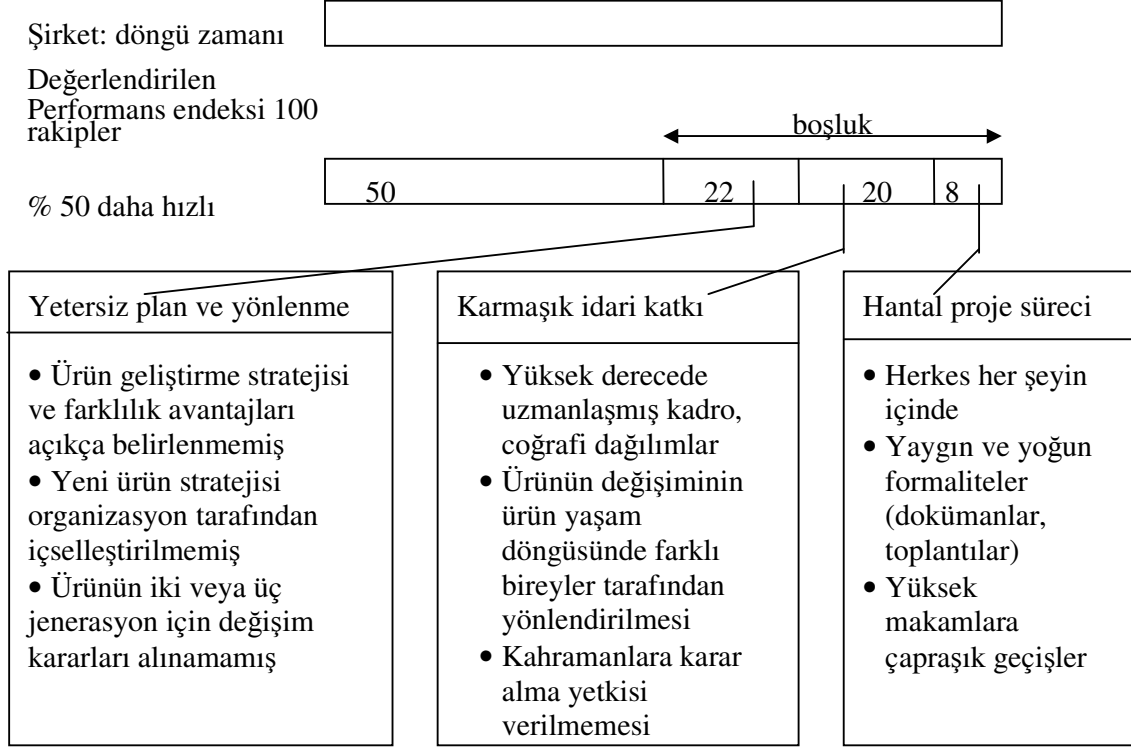 Şirket: döngü zamanı
Değerlendirilen
Performans endeksi 100
rakipler
boşluk
% 50 daha hızlı
50 22 20 8
Yetersiz plan ve yönlenme
• Ürün geliştirme stratejisi
ve farklılık avantajları
açıkça belirlenmemiş
• Yeni ürün stratejisi
organizasyon tarafından
içselleştirilmemiş
• Ürünün iki veya üç
jenerasyon için değişim
kararları alınamamış
Karmaşık idari katkı
• Yüksek derecede
uzmanlaşmış kadro,
coğrafi dağılımlar
• Ürünün değişiminin
ürün yaşam
döngüsünde farklı
bireyler tarafından
yönlendirilmesi
• Kahramanlara karar
alma yetkisi
verilmemesi
Hantal proje süreci
• Herkes her şeyin
içinde
• Yaygın ve yoğun
formaliteler
(dokümanlar,
toplantılar)
• Yüksek
makamlara
çapraşık geçişler